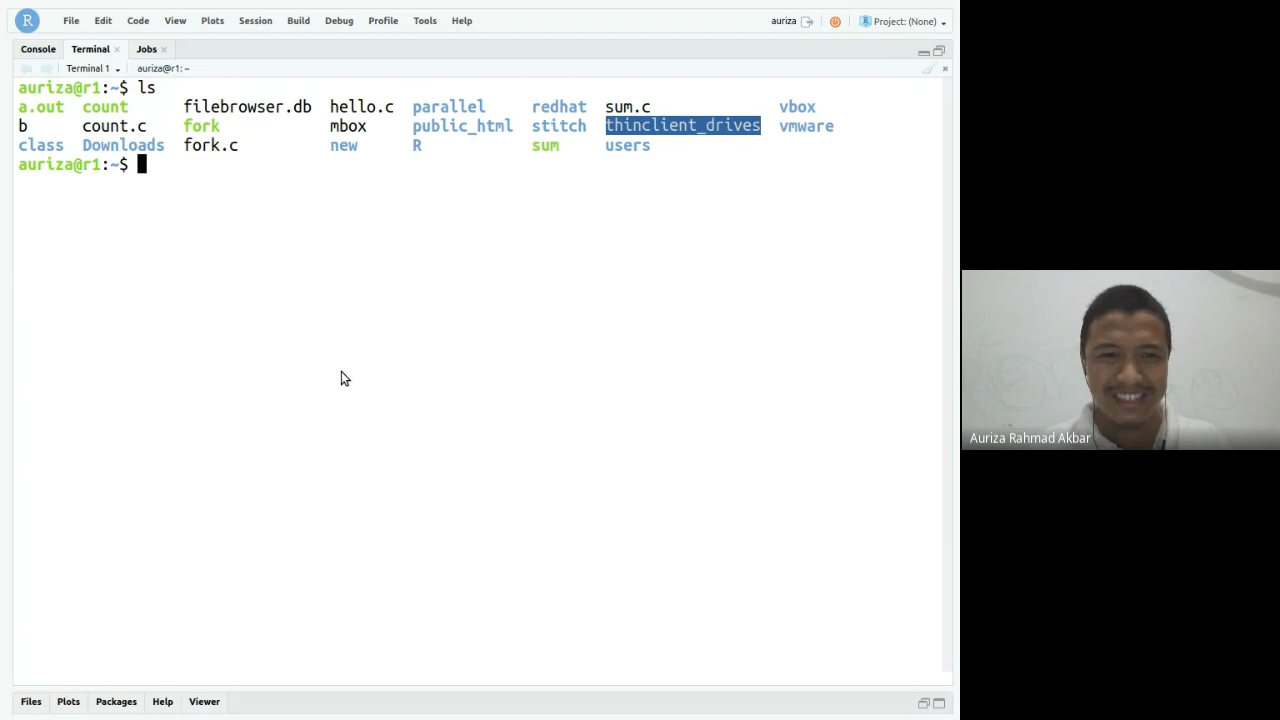 R File Edit Code View Plots Session Build Debug Profile Tools Help auriza R Project: (None)
Console Terminal Jobs
Terminal 1 auriza@r1: ~
auriza@r1:~$ ls
a.out count filebrowser.db hello.c parallel redhat sum.c vbox
b count.c fork mbox public_html stitch thinclient_drives vmware
class Downloads fork.c new R sum users
auriza@r1:~$
Auriza Rahmad Akbar
Files Plots Packages Help Viewer